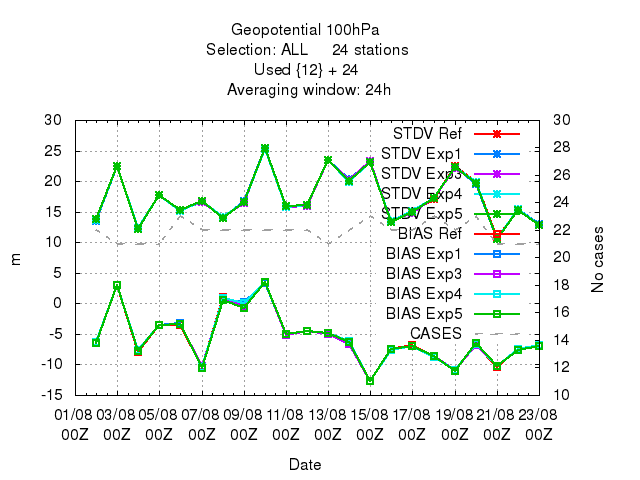 Geopotential 100hPa
Selection: ALL     24 stations
Used {12} + 24
Averaging window: 24h
30 30
STDV Ref
28
25 STDV Exp1
26
STDV Exp3
20 24
STDV Exp4
15 STDV Exp5
22
BIAS Ref
10
BIAS Exp1 20
m No cases
5 BIAS Exp3
18
BIAS Exp4
0 16
BIAS Exp5
-5 CASES 14
-10 12
-15 10
01/08 03/08 05/08 07/08 09/08 11/08 13/08 15/08 17/08 19/08 21/08 23/08
00Z 00Z 00Z 00Z 00Z 00Z 00Z 00Z 00Z 00Z 00Z 00Z
Date